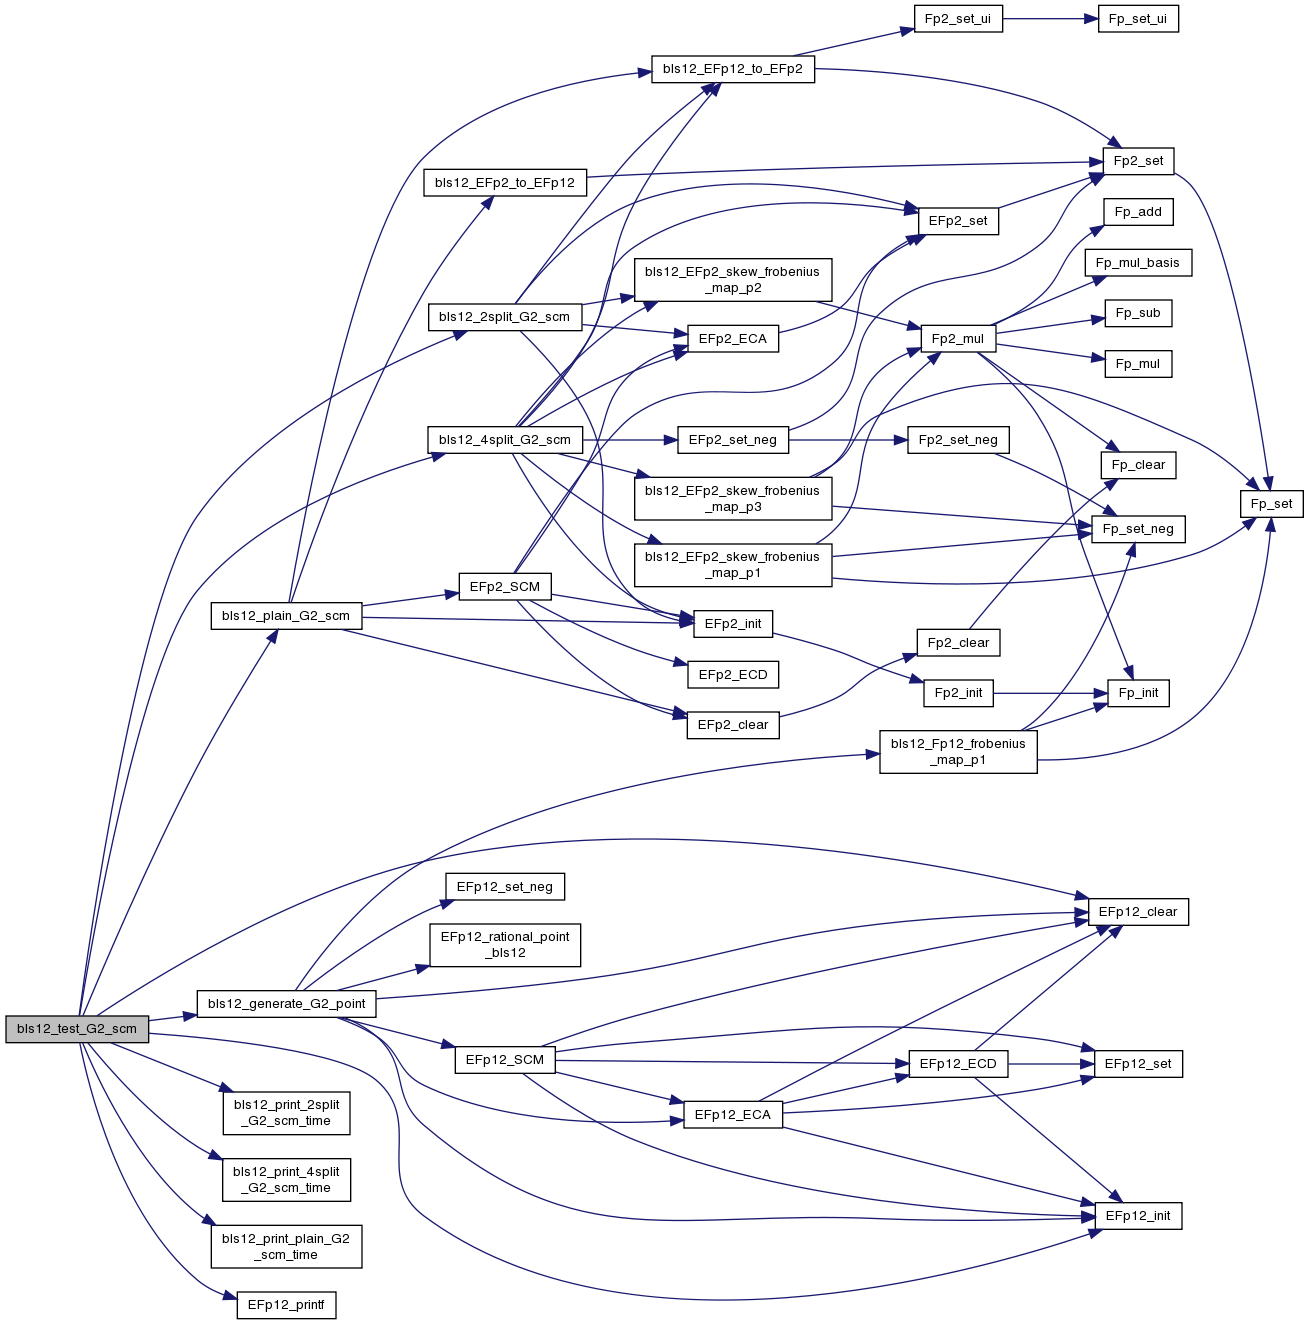 Fp2_set_ui
Fp_set_ui
bls12_EFp12_to_EFp2
Fp2_set
bls12_EFp2_to_EFp12
Fp_add
EFp2_set
Fp_mul_basis
bls12_EFp2_skew_frobenius
_map_p2
Fp_sub
bls12_2split_G2_scm
EFp2_ECA
Fp2_mul
Fp_mul
bls12_4split_G2_scm
EFp2_set_neg
Fp2_set_neg
Fp_clear
bls12_EFp2_skew_frobenius
_map_p3
Fp_set
Fp_set_neg
bls12_EFp2_skew_frobenius
_map_p1
EFp2_SCM
bls12_plain_G2_scm
EFp2_init
Fp2_clear
EFp2_ECD
Fp2_init
Fp_init
EFp2_clear
bls12_Fp12_frobenius
_map_p1
EFp12_set_neg
EFp12_clear
EFp12_rational_point
_bls12
bls12_generate_G2_point
bls12_test_G2_scm
EFp12_SCM
EFp12_ECD
EFp12_set
bls12_print_2split
_G2_scm_time
EFp12_ECA
bls12_print_4split
_G2_scm_time
EFp12_init
bls12_print_plain_G2
_scm_time
EFp12_printf